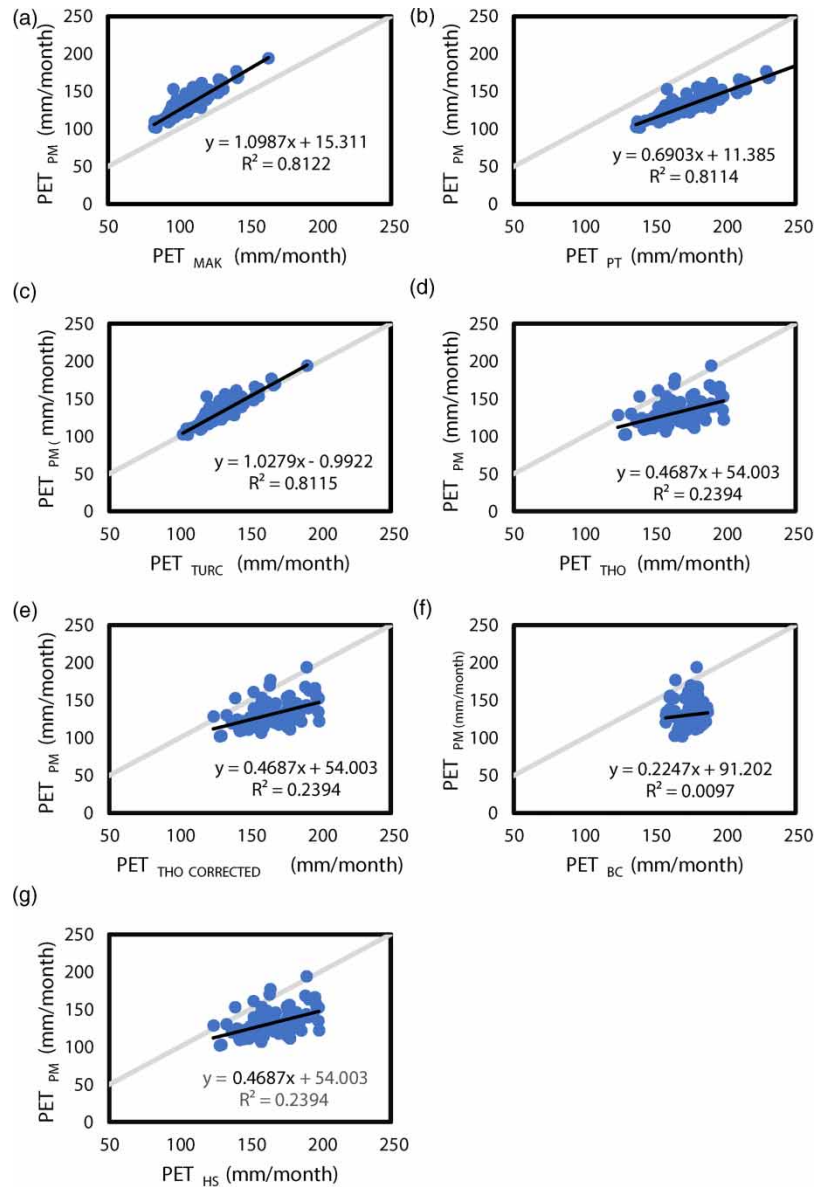 (a)
250
200
150
100
50
0
PET PM (mm/month)
y = 1.0987x + 15.311
R² = 0.8122
50 100 150 200 250
PET MAK (mm/month)
(b)
250
200
150
100
50
0
PET PM (mm/month)
y = 0.6903x + 11.385
R² = 0.8114
50 100 150 200 250
PET PT (mm/month)
(c)
250
200
150
100
50
0
PET PM ( mm/month)
y = 1.0279x - 0.9922
R² = 0.8115
50 100 150 200 250
PET TURC (mm/month)
(d)
250
200
150
100
50
0
PET PM (mm/month)
y = 0.4687x + 54.003
R² = 0.2394
50 100 150 200 250
PET THO (mm/month)
(e)
250
200
150
100
50
0
PET PM (mm/month)
y = 0.4687x + 54.003
R² = 0.2394
50 100 150 200 250
PET THO CORRECTED (mm/month)
(f)
250
200
150
100
50
0
PET PM (mm/month)
y = 0.2247x + 91.202
R² = 0.0097
50 100 150 200 250
PET BC (mm/month)
(g)
250
200
150
100
50
0
PET PM (mm/month)
y = 0.4687x + 54.003
R² = 0.2394
50 100 150 200 250
PET HS (mm/month)